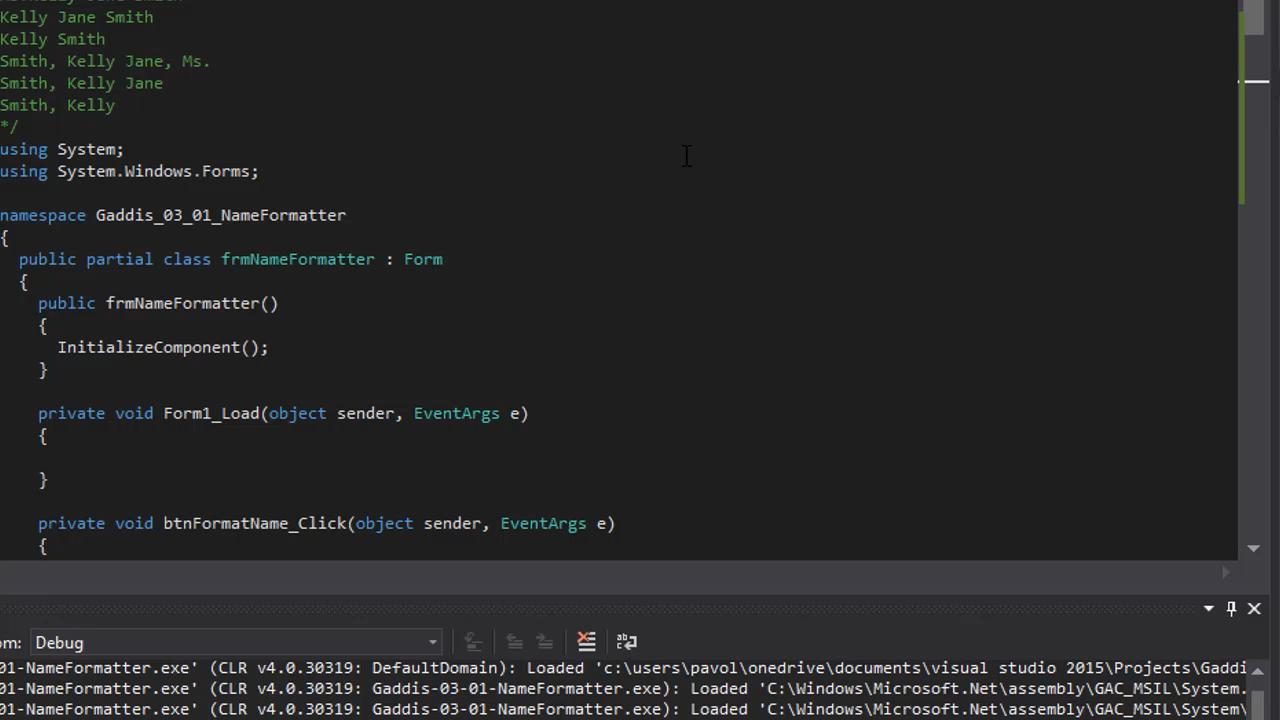 Kelly Jane Smith
Kelly Smith
Smith, Kelly Jane, Ms.
Smith, Kelly Jane
Smith, Kelly
*/
using System;
using System.Windows.Forms;
namespace Gaddis_03_01_NameFormatter
{
public partial class frmNameFormatter : Form
{
public frmNameFormatter()
{
InitializeComponent();
}
private void Form1_Load(object sender, EventArgs e)
{
}
private void btnFormatName_Click(object sender, EventArgs e)
{
om: Debug
01-NameFormatter.exe' (CLR v4.0.30319: DefaultDomain): Loaded 'c:\users\pavol\onedrive\documents\visual studio 2015\Projects\Gaddi
01-NameFormatter.exe' (CLR v4.0.30319: Gaddis-03-01-NameFormatter.exe): Loaded 'C:\Windows\Microsoft.Net\assembly\GAC_MSIL\System.
01-NameFormatter.exe' (CLR v4.0.30319: Gaddis-03-01-NameFormatter.exe): Loaded 'C:\Windows\Microsoft.Net\assembly\GAC_MSIL\System\